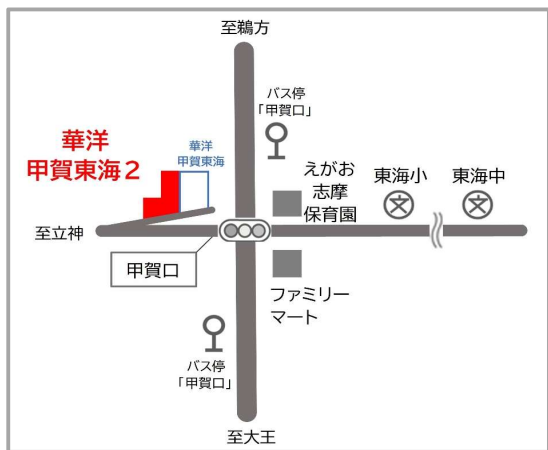 至鵜方
バス停
「甲賀口」
華洋
甲賀東海2
華洋
甲賀東海
えがお
志摩
保育園
東海小
東海中
文
文
至立神
甲賀口
ファミリー
マート
バス停
「甲賀口」
至大王